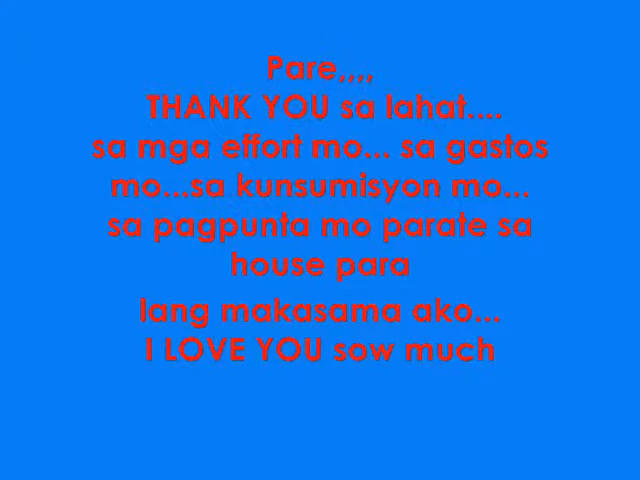 Pare,,,,
THANK YOU sa lahat....
sa mga effort mo... sa gastos
mo...sa kunsumisyon mo...
sa pagpunta mo parate sa
house para
lang makasama ako...
I LOVE YOU sow much